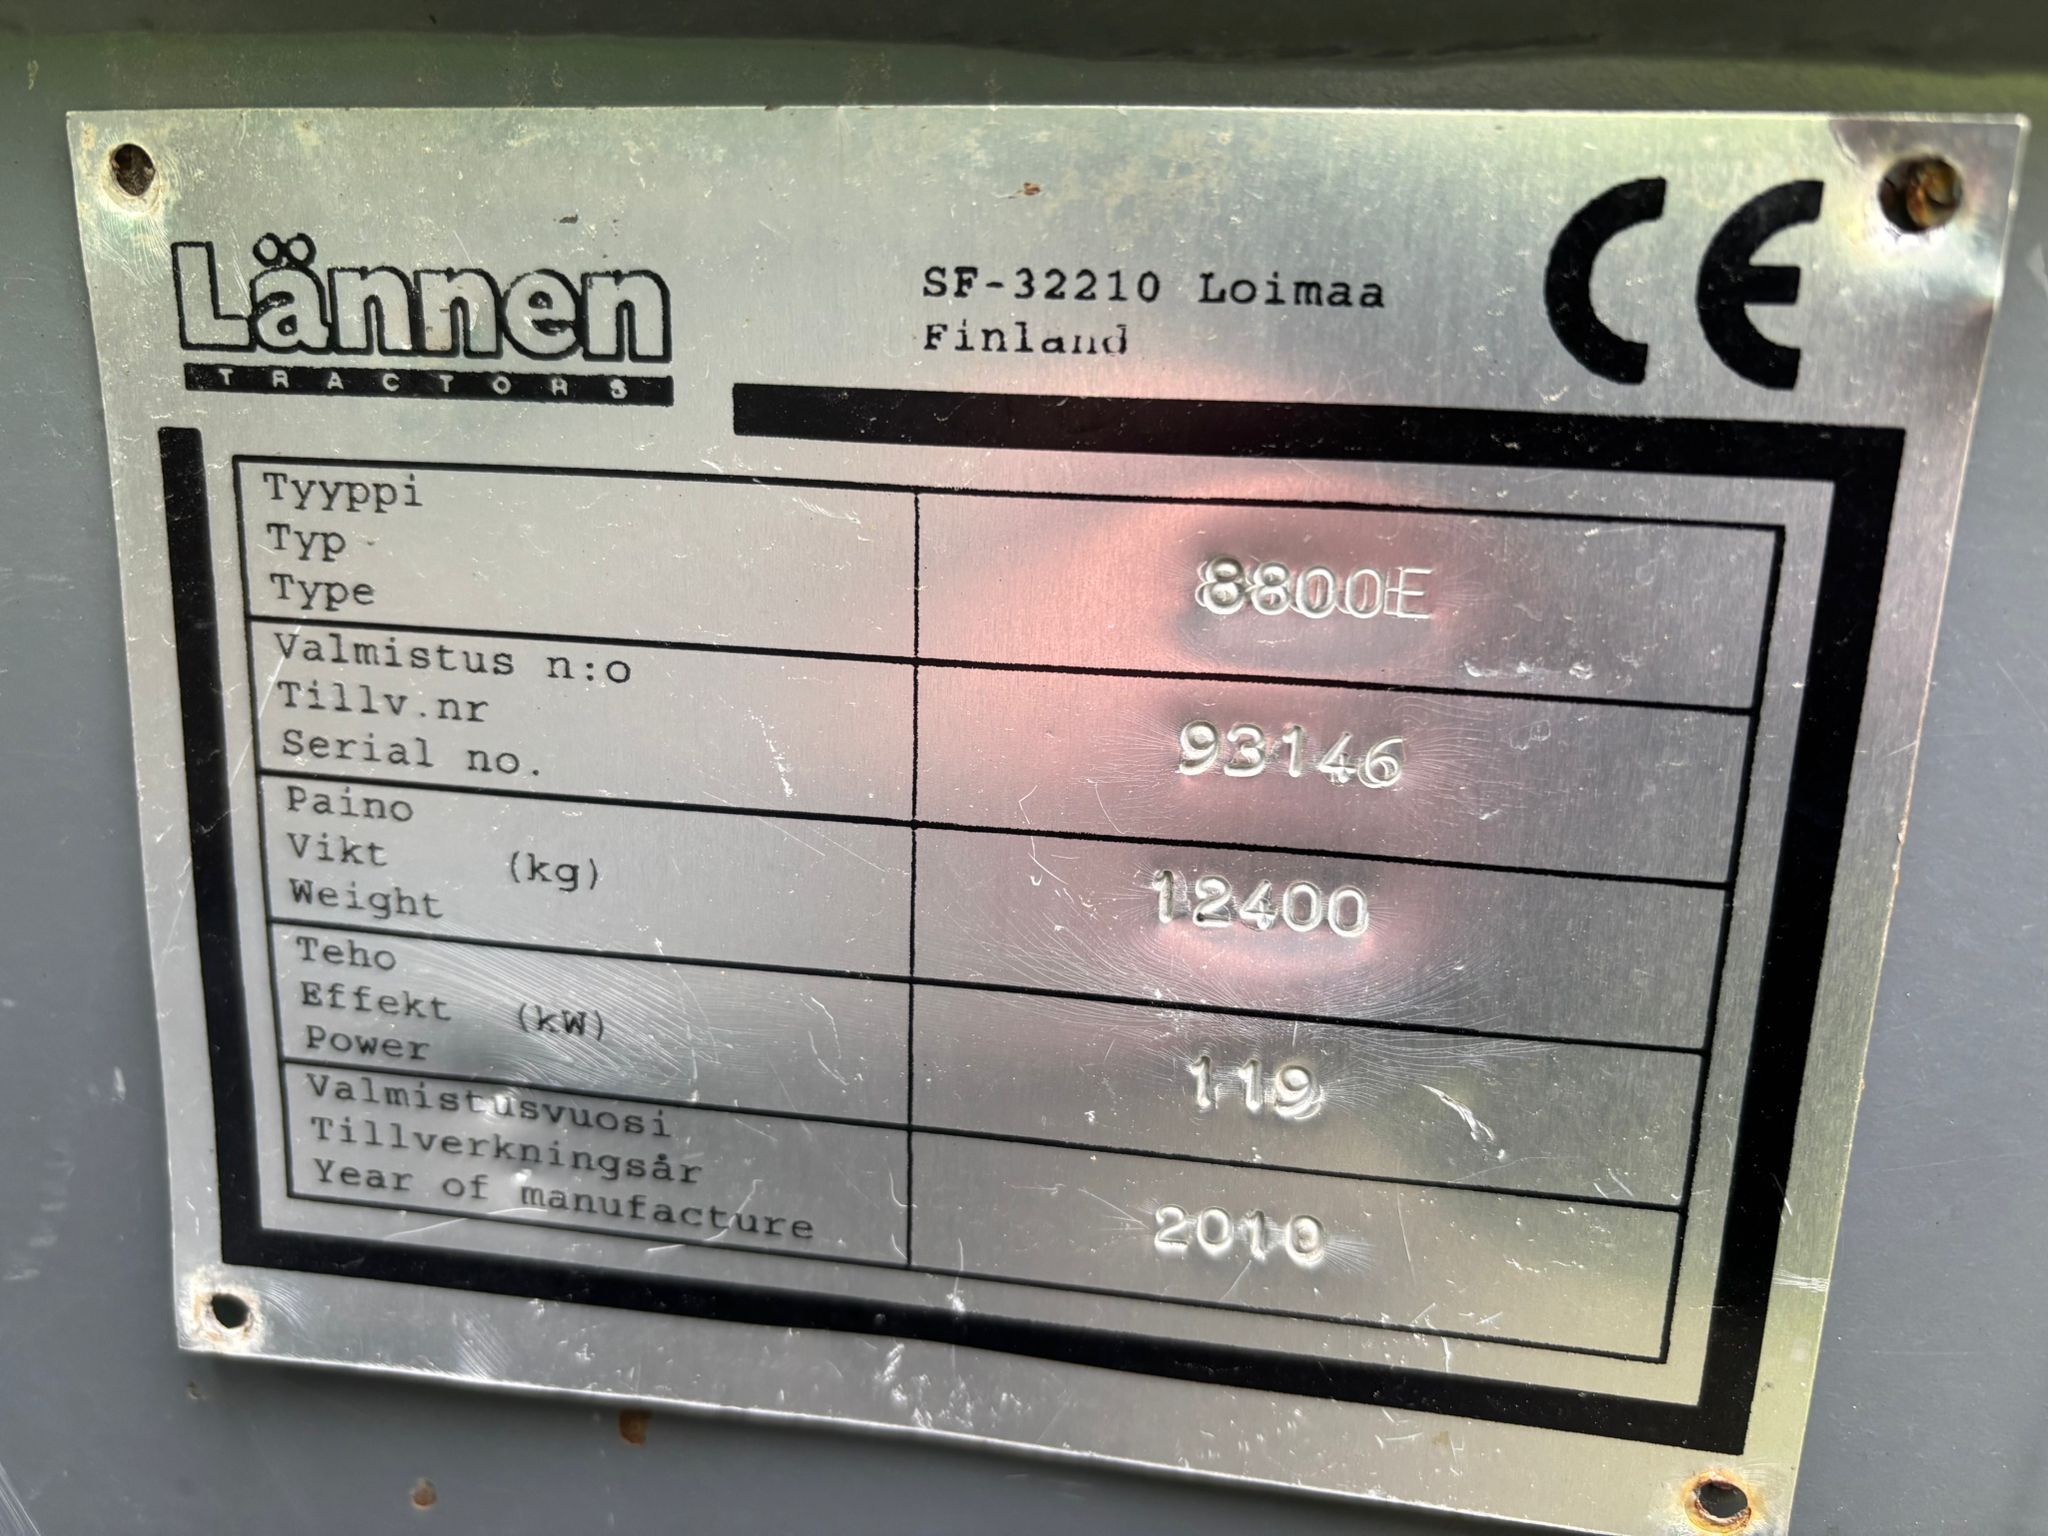 Lännen
TRACTORS
SF-32210 Loimaa
Finland
CE
Tyyppi
Typ
Type
8800E
Valmistus n:o
Tillv.nr
Serial no.
93146
Paino
Vikt (kg)
Weight
12400
Teho
Effekt (kW)
Power
119
Valmistusvuosi
Tillverkningsår
Year of manufacture
2010